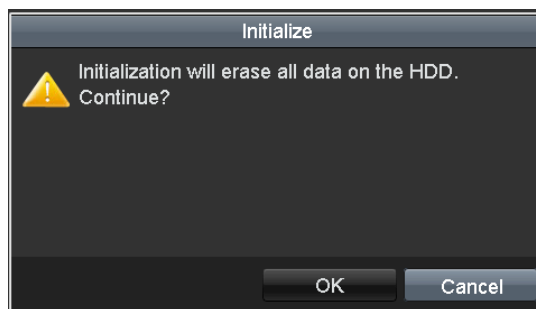 Initialize
Initialization will erase all data on the HDD.
Continue?
OK
Cancel